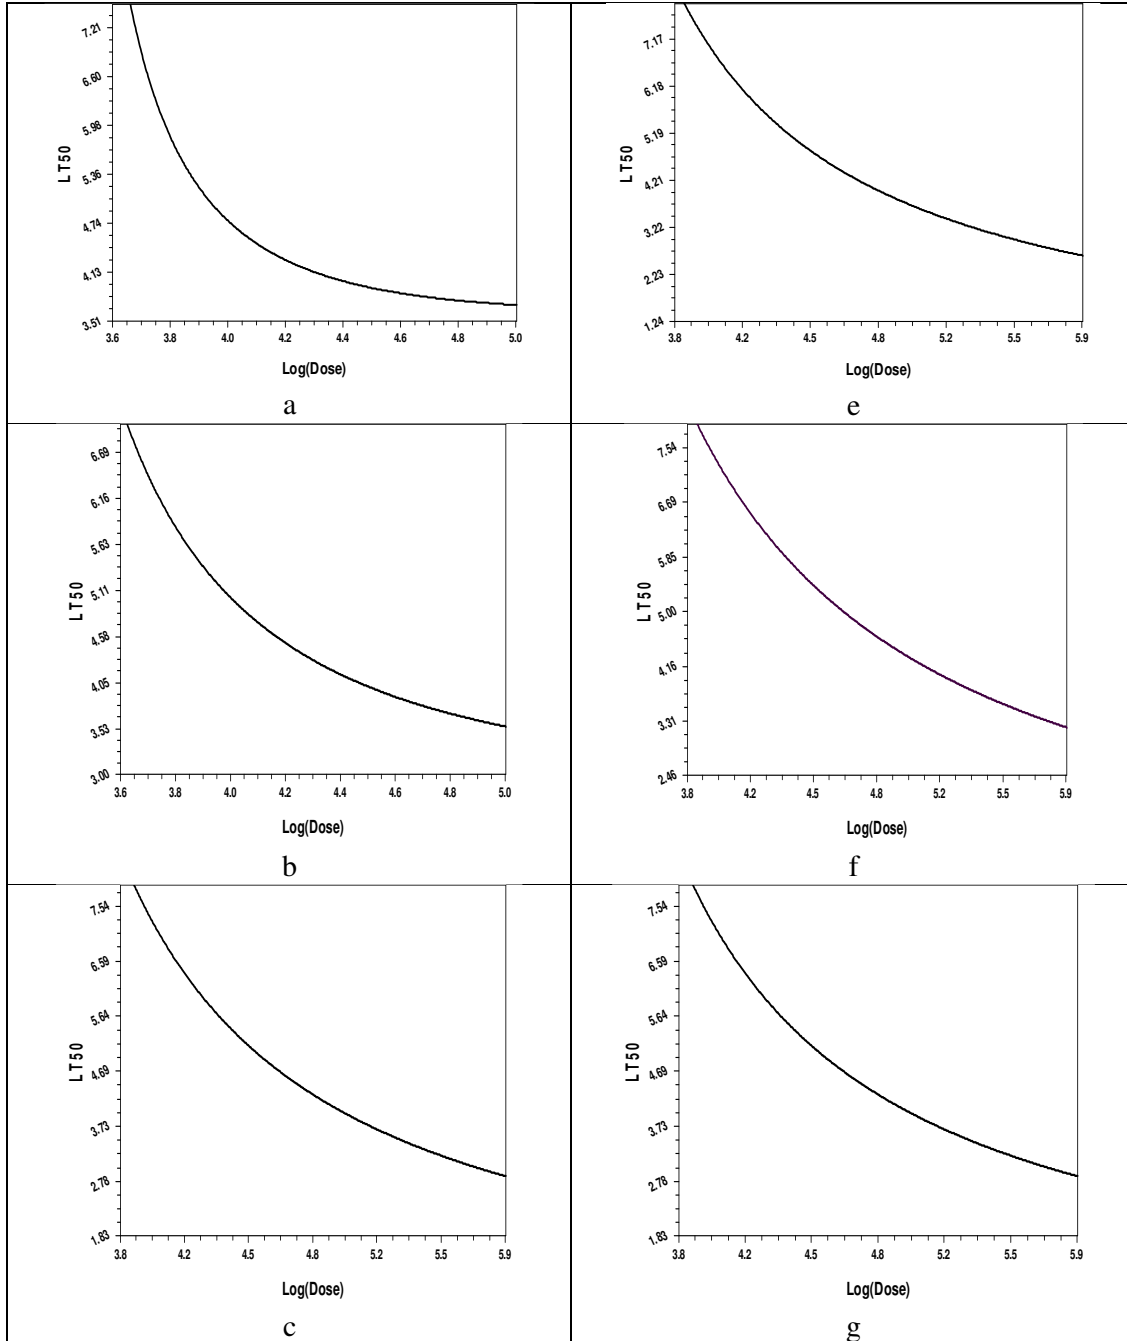 7.21
6.60
5.98
5.36
4.74
4.13
3.51
LT50
3.6 3.8 4.0 4.2 4.4 4.6 4.8 5.0
Log(Dose)
a
7.17
6.18
5.19
4.21
3.22
2.23
1.24
LT50
3.8 4.2 4.5 4.8 5.2 5.5 5.9
Log(Dose)
e
6.69
6.16
5.63
5.11
4.58
4.05
3.53
3.00
LT50
3.6 3.8 4.0 4.2 4.4 4.6 4.8 5.0
Log(Dose)
b
7.54
6.69
5.85
5.00
4.16
3.31
2.46
LT50
3.8 4.2 4.5 4.8 5.2 5.5 5.9
Log(Dose)
f
7.54
6.59
5.64
4.69
3.73
2.78
1.83
LT50
3.8 4.2 4.5 4.8 5.2 5.5 5.9
Log(Dose)
c
7.54
6.59
5.64
4.69
3.73
2.78
1.83
LT50
3.8 4.2 4.5 4.8 5.2 5.5 5.9
Log(Dose)
g